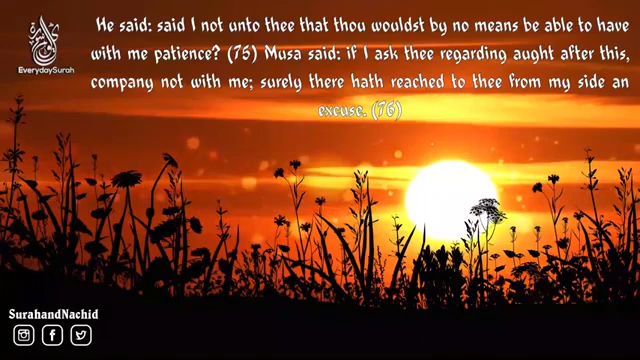 He said: said I not unto thee that thou wouldst by no means be able to have
with me patience? (75) Musa said: if I ask thee regarding aught after this,
company not with me; surely there hath reached to thee from my side an
excuse. (76)
EverydaySurah
SurahandNachid